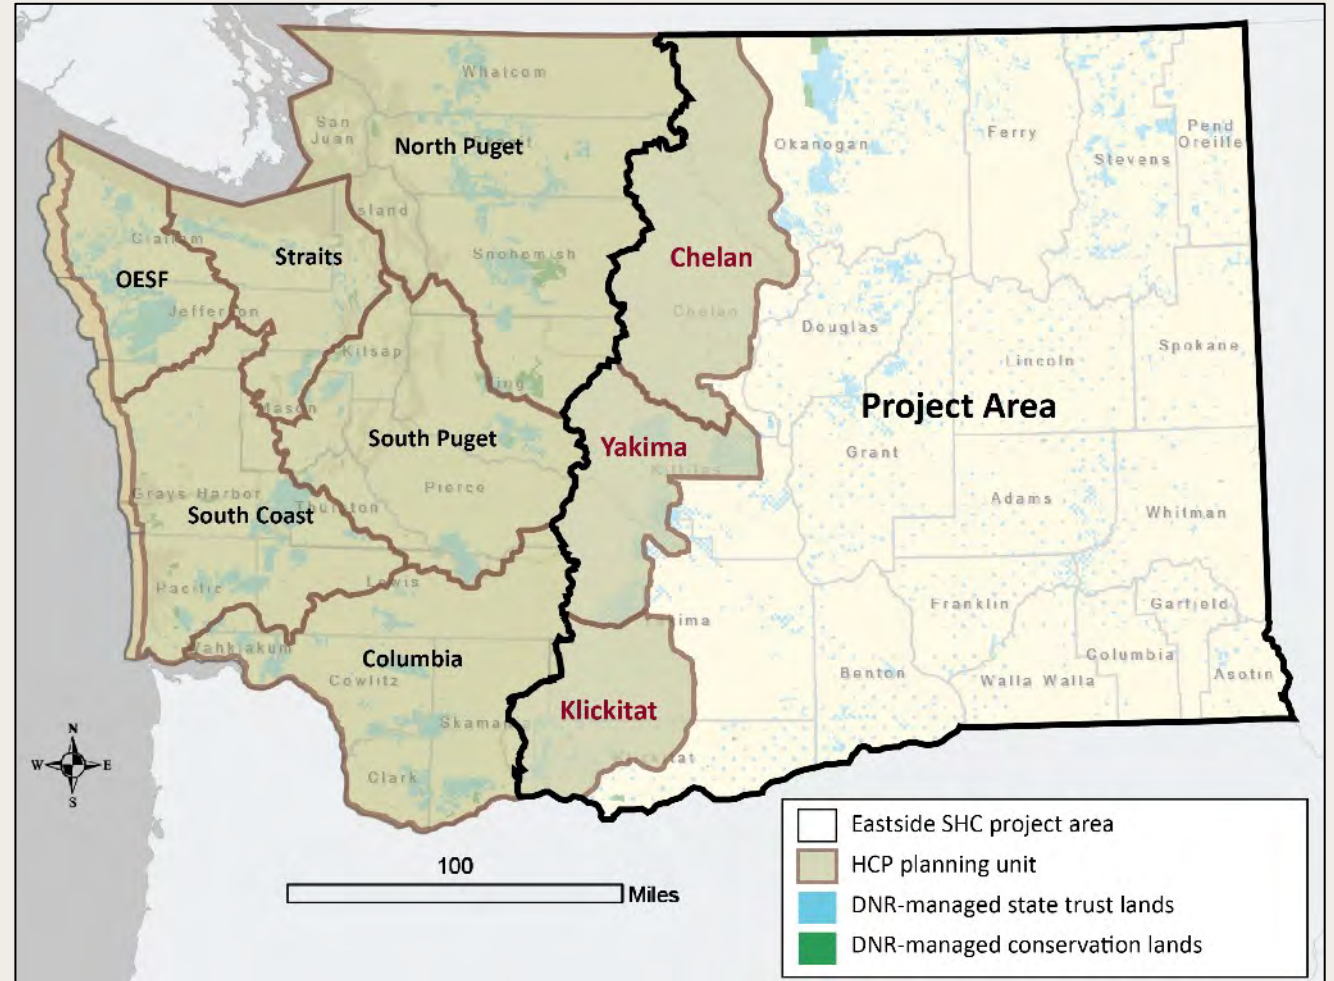 Whatcom
San
Juan
North Puget
Okanogan
Ferry
Stevens
Pend
Oreille
Island
Clallam
Straits
Snohomish
Chelan
OESF
Jefferson
Chelan
Douglas
Kitsap
Lincoln
Spokane
King
Mason
Project Area
South Puget
Yakima
Kittitas
Grant
Grays Harbor
Pierce
Adams
South Coast
Thurston
Whitman
Pacific
Lewis
Franklin
Garfield
ima
Wahkiakum
Columbia
Columbia
Cowlitz
Benton
Walla Walla
Asotin
Klickitat
Skama
Clark
N
W E
S
100
Miles
Eastside SHC project area
HCP planning unit
DNR-managed state trust lands
DNR-managed conservation lands